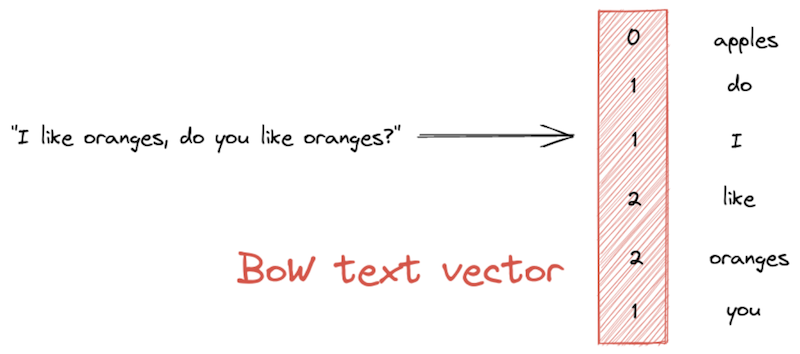 0 apples
1 do
"I like oranges, do you like oranges?"
1 I
2 like
2 oranges
BoW text vector
1 you